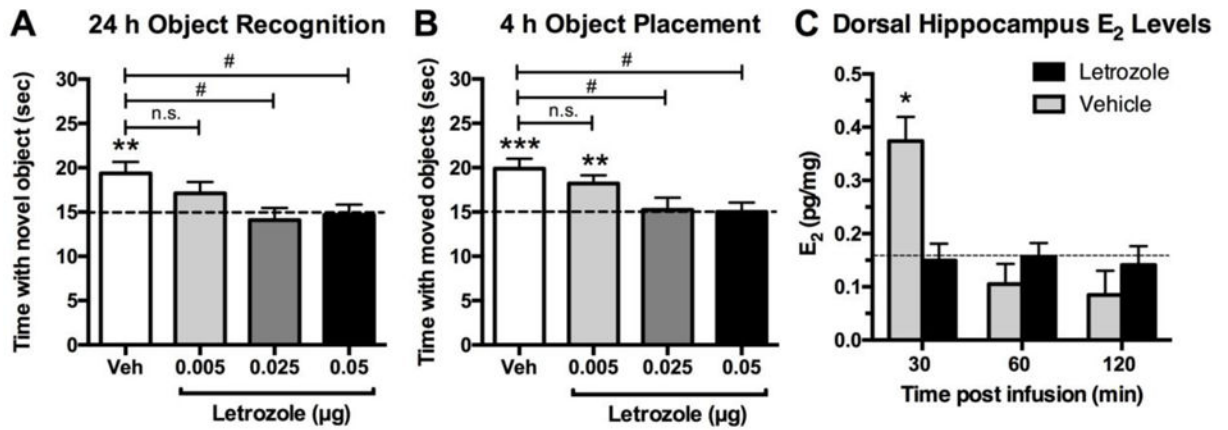 A 24 h Object Recognition
#
#
n.s.
**
Time with novel object (sec)
30
25
20
15
10
5
0
Veh 0.005 0.025 0.05
Letrozole (µg)
B 4 h Object Placement
#
#
n.s.
***
**
Time with moved objects (sec)
30
25
20
15
10
5
0
Veh 0.005 0.025 0.05
Letrozole (µg)
C Dorsal Hippocampus E2 Levels
Letrozole
Vehicle
*
E2 (pg/mg)
0.5
0.4
0.3
0.2
0.1
0.0
30 60 120
Time post infusion (min)